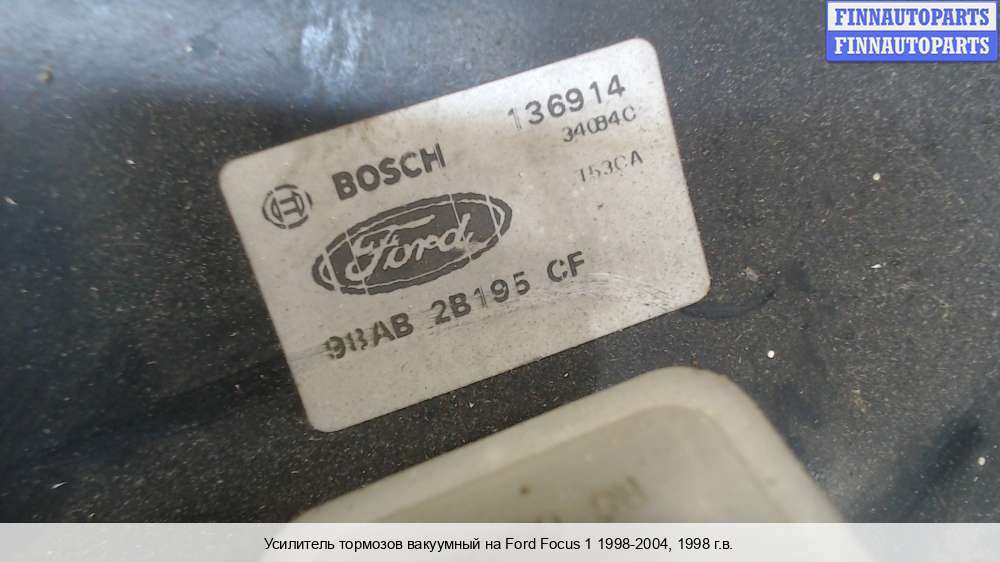 FINNAUTOPARTS
FINNAUTOPARTS
136914
34084C
153CA
BOSCH
Ford
98AB 2B195 CF
Усилитель тормозов вакуумный на Ford Focus 1 1998-2004, 1998 г.в.